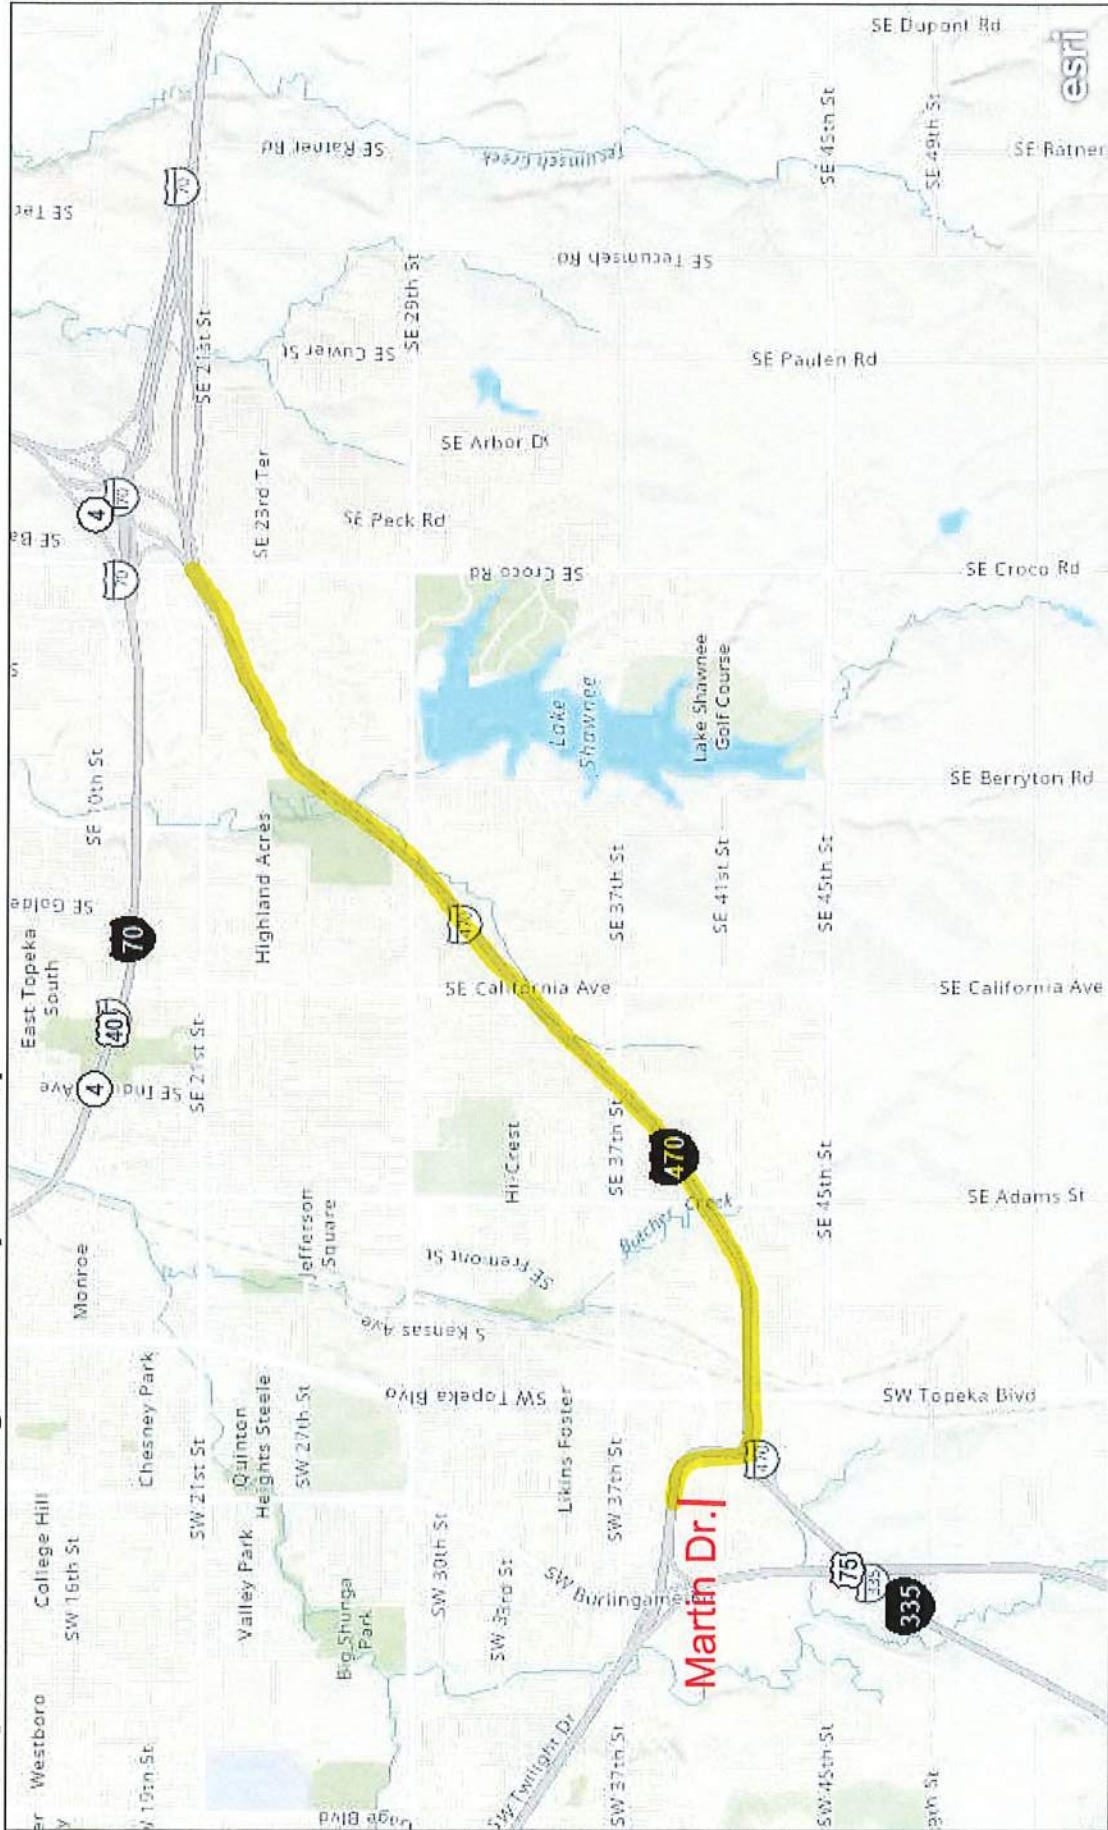 Westboro
College Hill
SW 16th St
Chesney Park
SW 21st St
Quinton
Heights Steele
Valley Park
SW 27th St
Big Shunga
Park
SW 30th St
SW 33rd St
Likins Foster
SW 37th St
SW Topeka Blvd
S Kansas Ave
SE Fremont St
Monroe
Jefferson
Square
Hi-Crest
4
40
70
East Topeka
South
SE 21st St
SE 10th St
Highland Acres
SE California Ave
470
SE 37th St
470
Butcher Creek
SE 45th St
SE Adams St
SE California Ave
SW Topeka Blvd
470
Martin Dr.
SW Twilight Dr
SW 37th St
SW 45th St
75
335
335
SE 37th St
SE 41st St
SE 45th St
SE Berryton Rd
Lake
Shawnee
Lake Shawnee
Golf Course
SE Croco Rd
SE Croco Rd
SE Peck Rd
SE 23rd Ter
70
4
70
SE Arbor Dr
SE Cuvier St
SE 29th St
SE 21st St
SE Paulen Rd
SE Tecumseh Rd
70
SE Ratner Rd
Tecumseh Creek
SE 45th St
SE 49th St
SE Ratner
SE Dupont Rd
esri